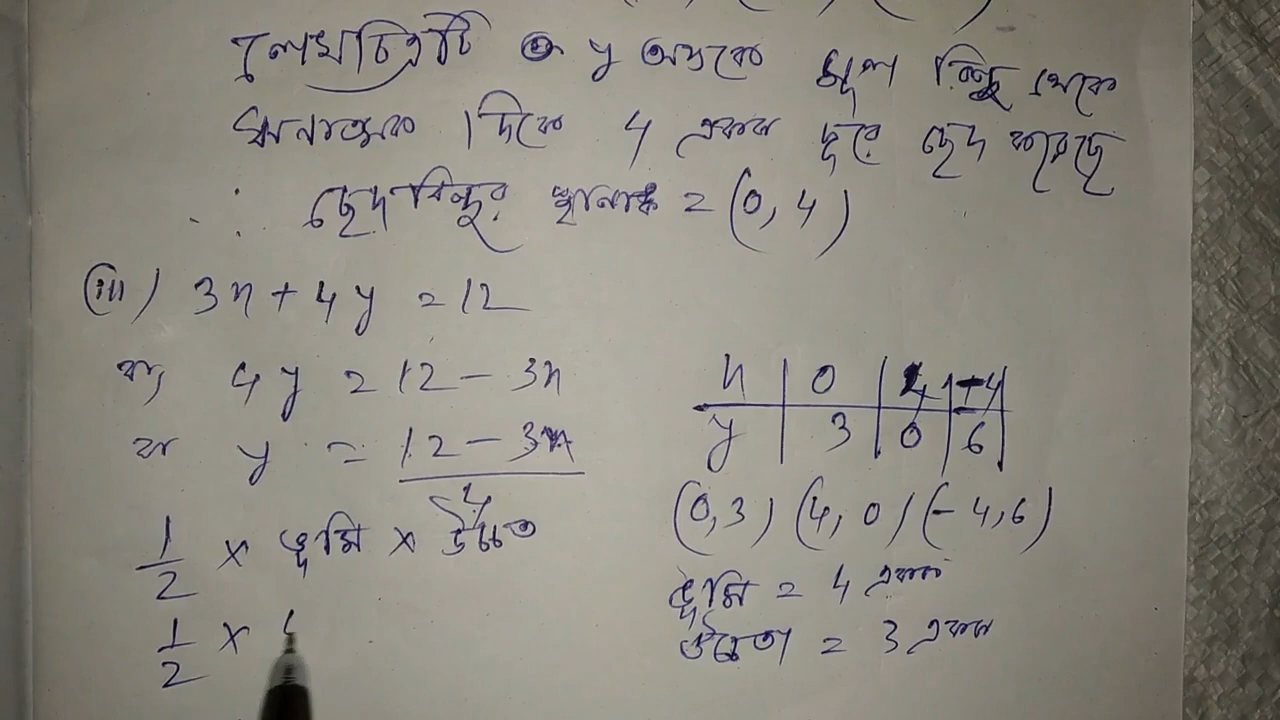 লেখচিত্রটি y অক্ষকে মূল বিন্দু থেকে
ধনাত্মক দিকে 4 একক দূরে ছেদ করেছে
∴ ছেদবিন্দুর স্থানাঙ্ক = (0, 4)
(iii) 3x + 4y = 12
বা, 4y = 12 - 3x
বা y = 12 - 3x / 4
x | 0 | 4 | -4
y | 3 | 0 | 6
(0,3) (4,0) (-4,6)
1/2 × ভূমি × উচ্চতা
ভূমি = 4 একক
উচ্চতা = 3 একক
1/2 ×